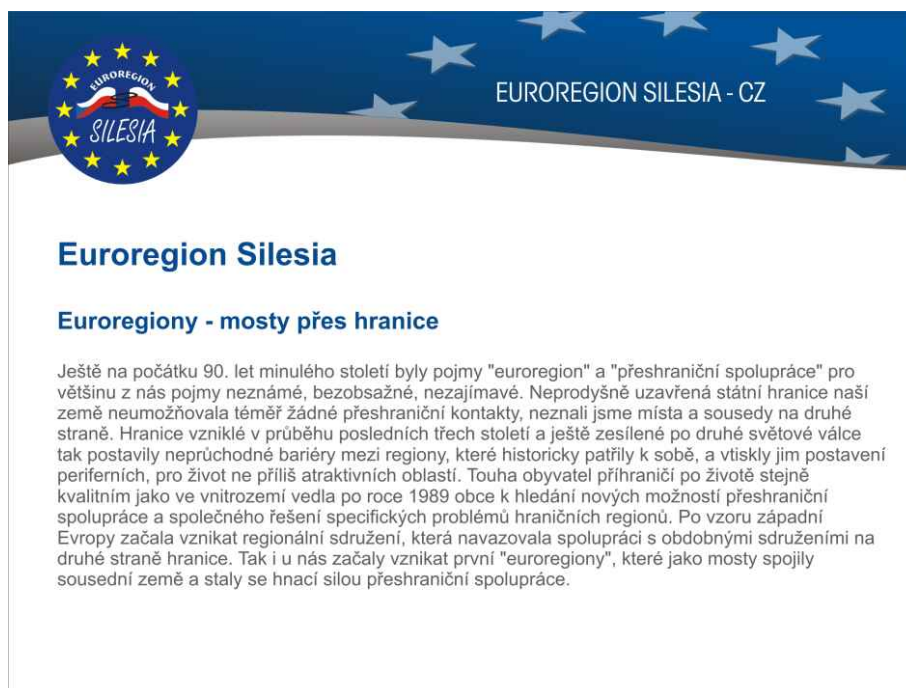 EUROREGION
SILESIA
EUROREGION SILESIA - CZ
Euroregion Silesia
Euroregiony - mosty přes hranice
Ještě na počátku 90. let minulého století byly pojmy "euroregion" a "přeshraniční spolupráce" pro
většinu z nás pojmy neznámé, bezobsažné, nezajímavé. Neprodyšně uzavřená státní hranice naší
země neumožňovala téměř žádné přeshraniční kontakty, neznali jsme místa a sousedy na druhé
straně. Hranice vzniklé v průběhu posledních třech století a ještě zesílené po druhé světové válce
tak postavily neprůchodné bariéry mezi regiony, které historicky patřily k sobě, a vtiskly jim postavení
periferních, pro život ne příliš atraktivních oblastí. Touha obyvatel příhraničí po životě stejně
kvalitním jako ve vnitrozemí vedla po roce 1989 obce k hledání nových možností přeshraniční
spolupráce a společného řešení specifických problémů hraničních regionů. Po vzoru západní
Evropy začala vznikat regionální sdružení, která navazovala spolupráci s obdobnými sdruženími na
druhé straně hranice. Tak i u nás začaly vznikat první "euroregiony", které jako mosty spojily
sousední země a staly se hnací silou přeshraniční spolupráce.